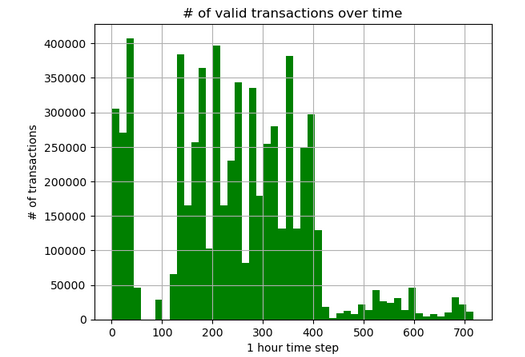 # of valid transactions over time
400000
350000
300000
250000
200000
150000
100000
50000
0
# of transactions
0 100 200 300 400 500 600 700
1 hour time step